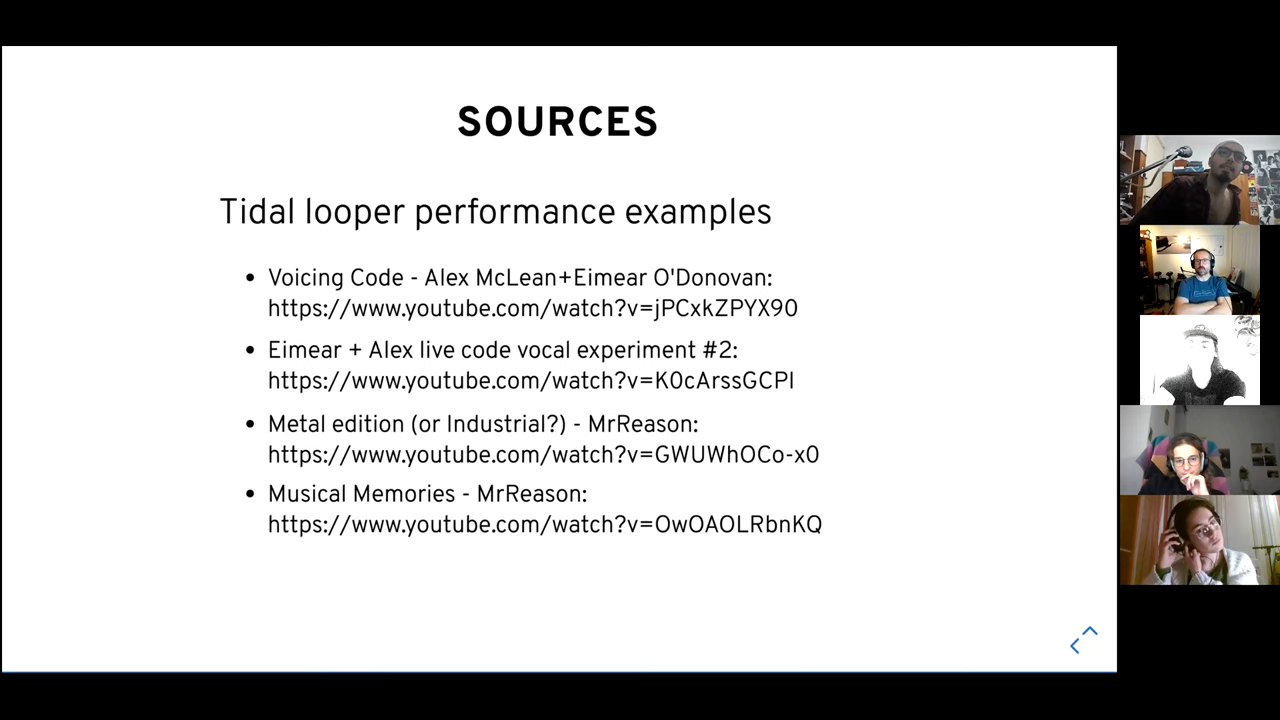 SOURCES
Tidal looper performance examples
• Voicing Code - Alex McLean+Eimear O'Donovan:
https://www.youtube.com/watch?v=jPCxkZPYX90
• Eimear + Alex live code vocal experiment #2:
https://www.youtube.com/watch?v=K0cArssGCPI
• Metal edition (or Industrial?) - MrReason:
https://www.youtube.com/watch?v=GWUWhOCo-x0
• Musical Memories - MrReason:
https://www.youtube.com/watch?v=OwOAOLRbnKQ